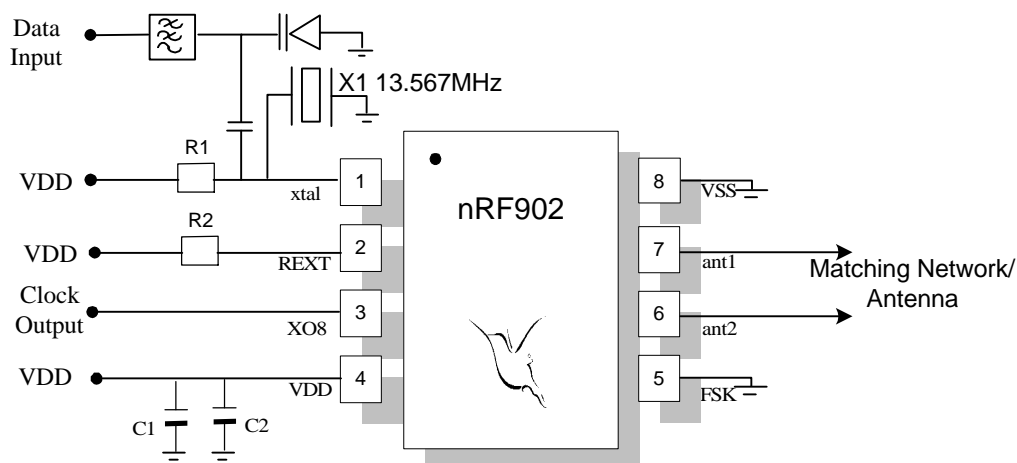 Data
Input
X1 13.567MHz
R1
VDD
xtal
1
R2
VDD
REXT
2
Clock
Output
XO8
3
VDD
VDD
4
C1
C2
nRF902
8
VSS
7
ant1
6
ant2
5
FSK
Matching Network/
Antenna